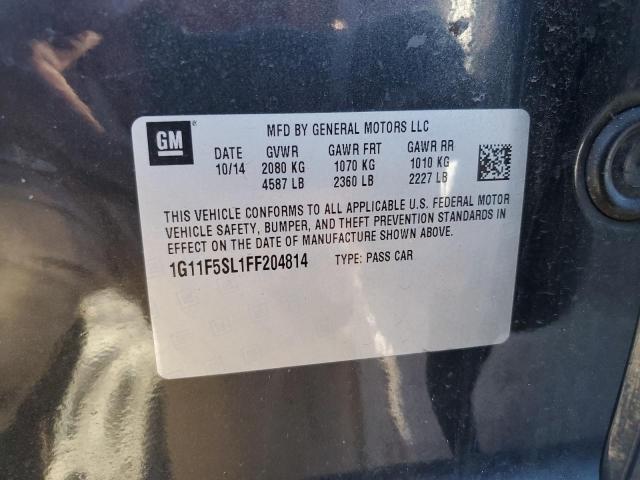 GM
MFD BY GENERAL MOTORS LLC
DATE GVWR GAWR FRT GAWR RR
10/14 2080 KG 1070 KG 1010 KG
4587 LB 2360 LB 2227 LB
THIS VEHICLE CONFORMS TO ALL APPLICABLE U.S. FEDERAL MOTOR
VEHICLE SAFETY, BUMPER, AND THEFT PREVENTION STANDARDS IN
EFFECT ON THE DATE OF MANUFACTURE SHOWN ABOVE.
1G11F5SL1FF204814 TYPE: PASS CAR